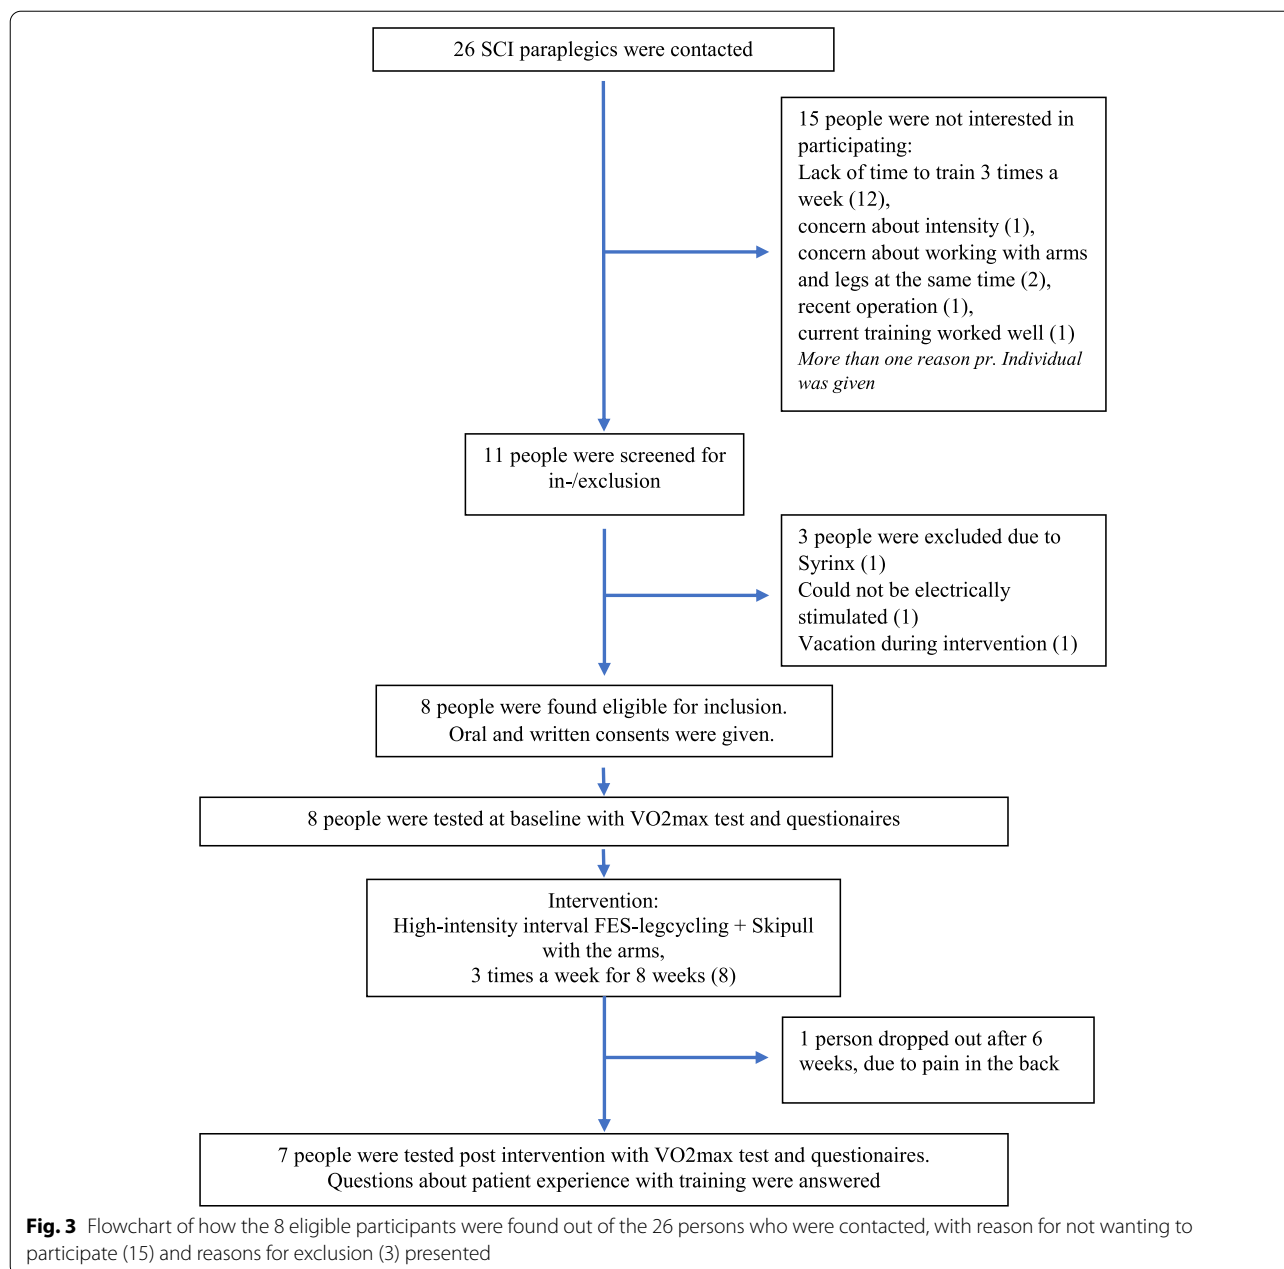 26 SCI paraplegics were contacted
15 people were not interested in
participating:
Lack of time to train 3 times a
week (12),
concern about intensity (1),
concern about working with arms
and legs at the same time (2),
recent operation (1),
current training worked well (1)
More than one reason pr. Individual
was given
11 people were screened for
in-/exclusion
3 people were excluded due to
Syrinx (1)
Could not be electrically
stimulated (1)
Vacation during intervention (1)
8 people were found eligible for inclusion.
Oral and written consents were given.
8 people were tested at baseline with VO2max test and questionaires
Intervention:
High-intensity interval FES-legcycling + Skipull
with the arms,
3 times a week for 8 weeks (8)
1 person dropped out after 6
weeks, due to pain in the back
7 people were tested post intervention with VO2max test and questionaires.
Questions about patient experience with training were answered
Fig. 3 Flowchart of how the 8 eligible participants were found out of the 26 persons who were contacted, with reason for not wanting to
participate (15) and reasons for exclusion (3) presented